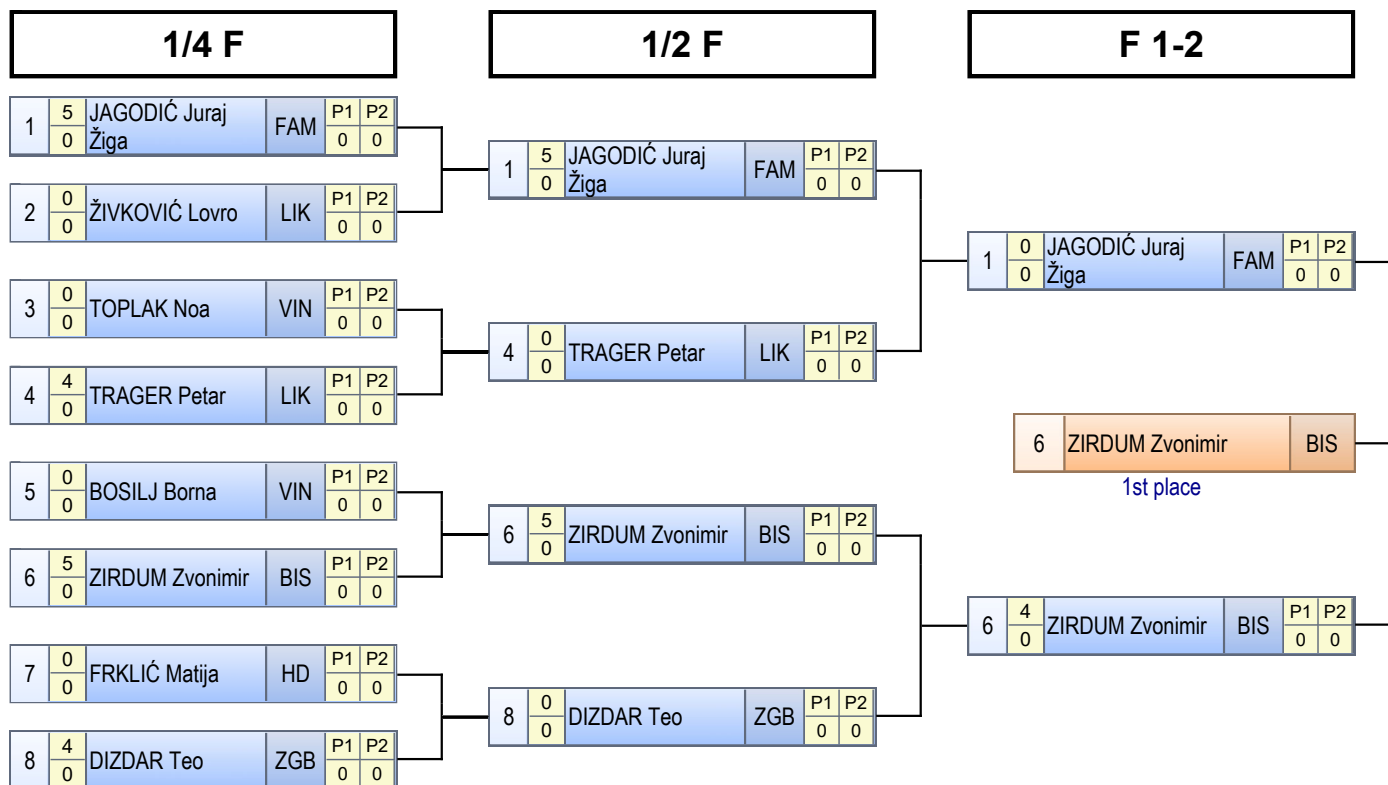 1/4 F
1/2 F
F 1-2
1 5 JAGODIĆ Juraj FAM P1 P2
0 Žiga 0 0
2 0 ŽIVKOVIĆ Lovro LIK P1 P2
0 0 0
3 0 TOPLAK Noa VIN P1 P2
0 0 0
4 4 TRAGER Petar LIK P1 P2
0 0 0
5 0 BOSILJ Borna VIN P1 P2
0 0 0
6 5 ZIRDUM Zvonimir BIS P1 P2
0 0 0
7 0 FRKLIĆ Matija HD P1 P2
0 0 0
8 4 DIZDAR Teo ZGB P1 P2
0 0 0
1 5 JAGODIĆ Juraj FAM P1 P2
0 Žiga 0 0
4 0 TRAGER Petar LIK P1 P2
0 0 0
6 5 ZIRDUM Zvonimir BIS P1 P2
0 0 0
8 0 DIZDAR Teo ZGB P1 P2
0 0 0
1 0 JAGODIĆ Juraj FAM P1 P2
0 Žiga 0 0
6 ZIRDUM Zvonimir BIS
1st place
6 4 ZIRDUM Zvonimir BIS P1 P2
0 0 0